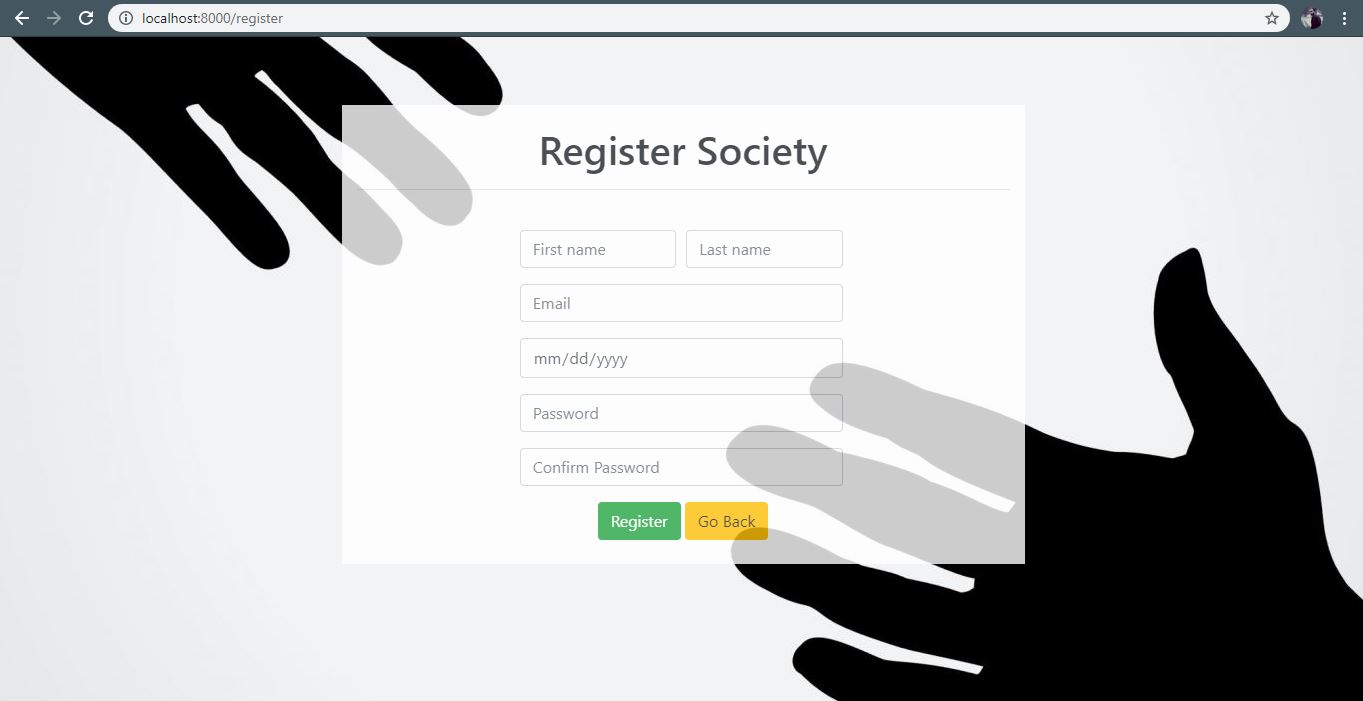 localhost:8000/register
Register Society
First name Last name
Email
mm/dd/yyyy
Password
Confirm Password
Register Go Back